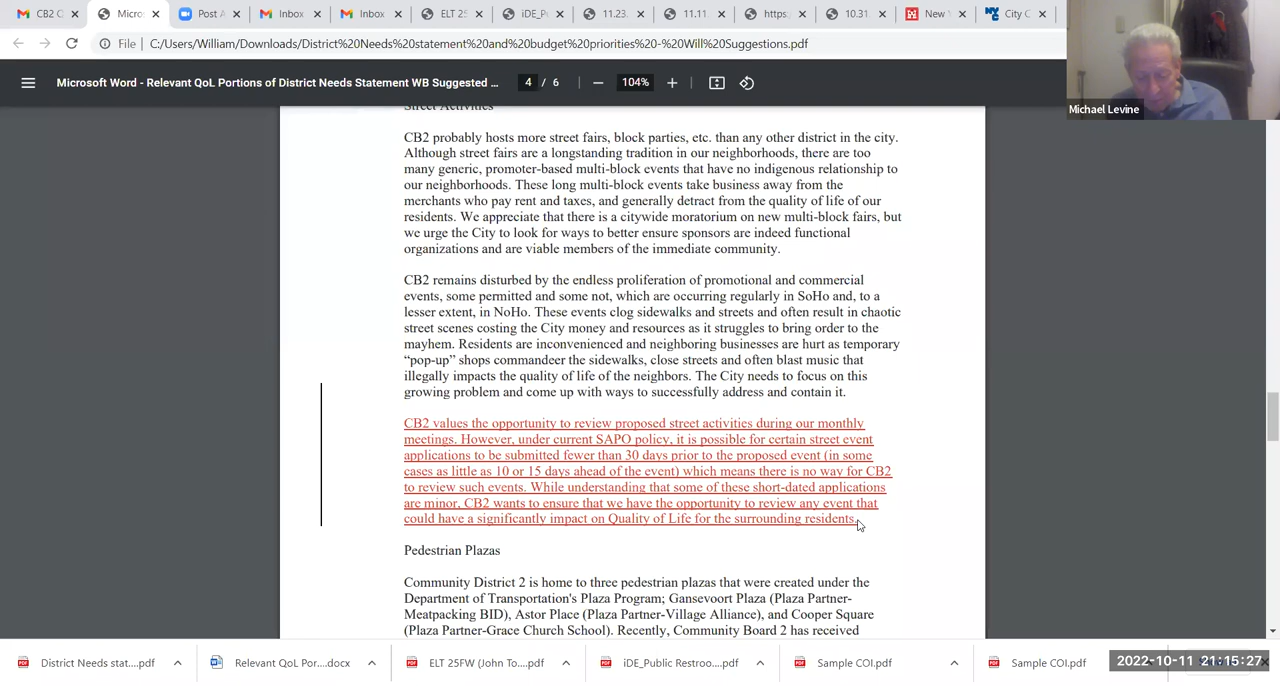 CB2 C
Micros
Post A
Inbox
Inbox
ELT 25
iDE_P
11.23.
11.11
https:
10.31.
New Y
City C
File C:/Users/William/Downloads/District%20Needs%20statement%20and%20budget%20priorities%20-%20Will%20Suggestions.pdf
Microsoft Word - Relevant QoL Portions of District Needs Statement WB Suggested ... 4 / 6 104%
Michael Levine
Street Activities
CB2 probably hosts more street fairs, block parties, etc. than any other district in the city.
Although street fairs are a longstanding tradition in our neighborhoods, there are too
many generic, promoter-based multi-block events that have no indigenous relationship to
our neighborhoods. These long multi-block events take business away from the
merchants who pay rent and taxes, and generally detract from the quality of life of our
residents. We appreciate that there is a citywide moratorium on new multi-block fairs, but
we urge the City to look for ways to better ensure sponsors are indeed functional
organizations and are viable members of the immediate community.
CB2 remains disturbed by the endless proliferation of promotional and commercial
events, some permitted and some not, which are occurring regularly in SoHo and, to a
lesser extent, in NoHo. These events clog sidewalks and streets and often result in chaotic
street scenes costing the City money and resources as it struggles to bring order to the
mayhem. Residents are inconvenienced and neighboring businesses are hurt as temporary
“pop-up” shops commandeer the sidewalks, close streets and often blast music that
illegally impacts the quality of life of the neighbors. The City needs to focus on this
growing problem and come up with ways to successfully address and contain it.
CB2 values the opportunity to review proposed street activities during our monthly
meetings. However, under current SAPO policy, it is possible for certain street event
applications to be submitted fewer than 30 days prior to the proposed event (in some
cases as little as 10 or 15 days ahead of the event) which means there is no way for CB2
to review such events. While understanding that some of these short-dated applications
are minor, CB2 wants to ensure that we have the opportunity to review any event that
could have a significantly impact on Quality of Life for the surrounding residents.
Pedestrian Plazas
Community District 2 is home to three pedestrian plazas that were created under the
Department of Transportation's Plaza Program; Gansevoort Plaza (Plaza Partner-
Meatpacking BID), Astor Place (Plaza Partner-Village Alliance), and Cooper Square
(Plaza Partner-Grace Church School). Recently, Community Board 2 has received
District Needs stat....pdf
Relevant QoL Por....docx
ELT 25FW (John To....pdf
iDE_Public Restroo....pdf
Sample COI.pdf
Sample COI.pdf
2022-10-11 21:15:27